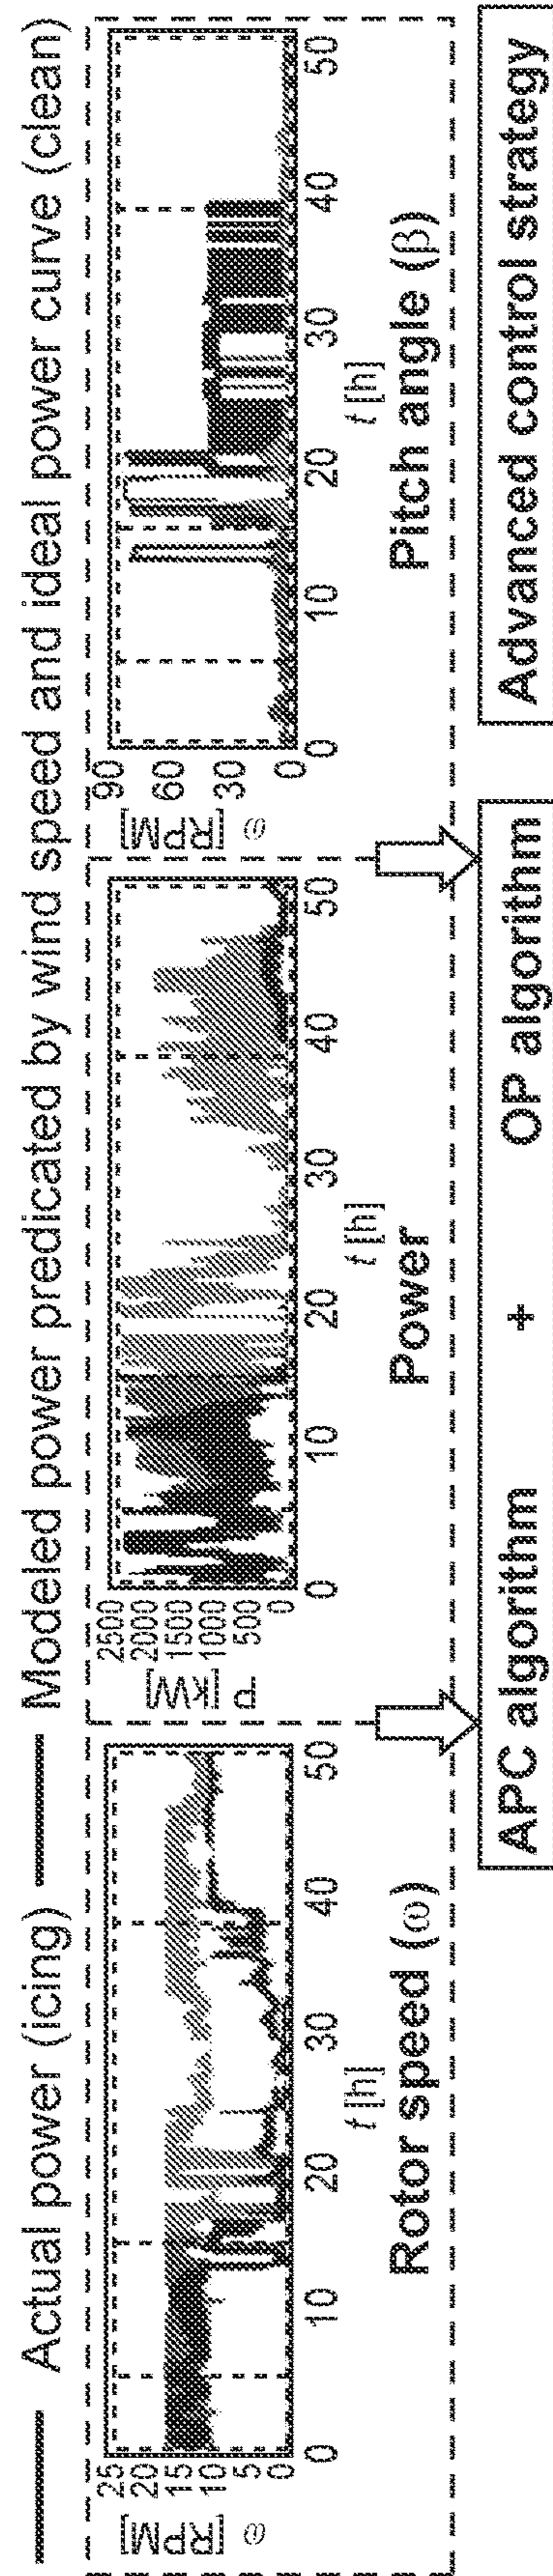 Actual power (icing) Modeled power predicated by wind speed and ideal power curve (clean)
ω [RPM]
25
20
15
10
5
0
0 10 20 30 40 50
t [h]
Rotor speed (ω)
P [kW]
2500
2000
1500
1000
500
0
0 10 20 30 40 50
t [h]
Power
ω [RPM]
90
60
30
0
0 10 20 30 40 50
t [h]
Pitch angle (β)
APC algorithm + OP algorithm
Advanced control strategy